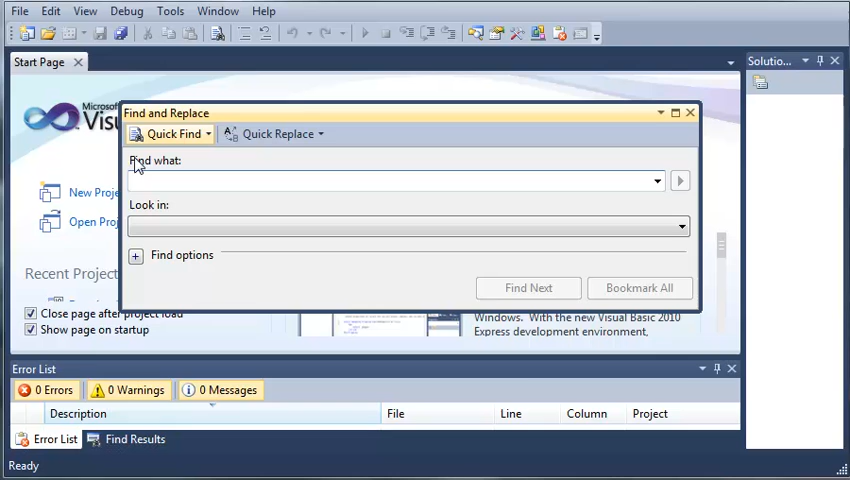 File Edit View Debug Tools Window Help
Start Page
Solutio...
Microsof
Visu
Find and Replace
Quick Find
Quick Replace
Find what:
Look in:
Find options
Find Next
Bookmark All
New Proje
Open Proj
Recent Project
Close page after project load
Show page on startup
Windows. With the new Visual Basic 2010
Express development environment,
Error List
0 Errors
0 Warnings
0 Messages
Description File Line Column Project
Error List Find Results
Ready